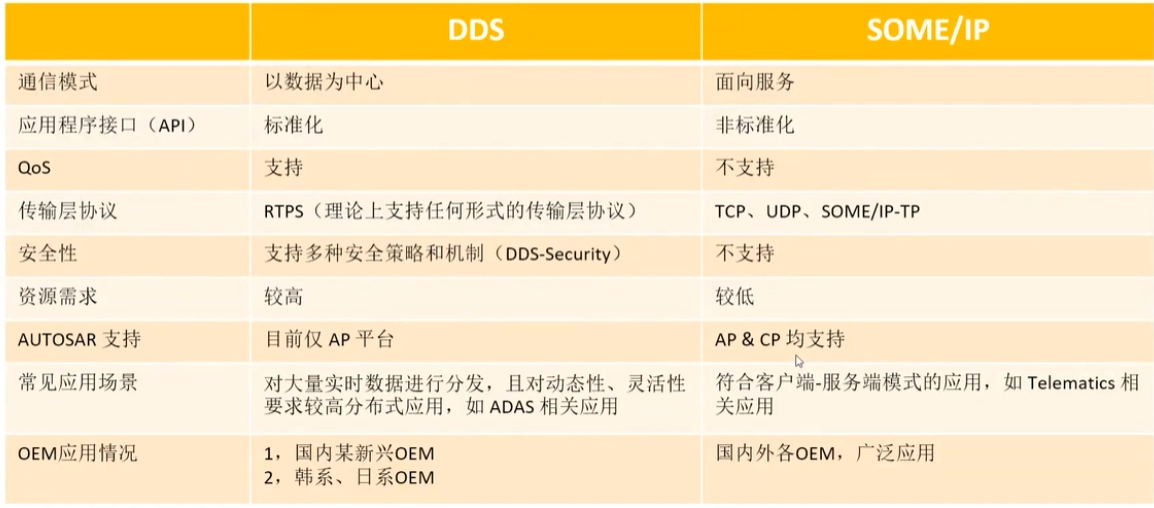 DDS SOME/IP
通信模式 以数据为中心 面向服务
应用程序接口（API） 标准化 非标准化
QoS 支持 不支持
传输层协议 RTPS（理论上支持任何形式的传输层协议） TCP、UDP、SOME/IP-TP
安全性 支持多种安全策略和机制（DDS-Security） 不支持
资源需求 较高 较低
AUTOSAR 支持 目前仅 AP 平台 AP & CP 均支持
常见应用场景 对大量实时数据进行分发，且对动态性、灵活性 符合客户端-服务端模式的应用，如 Telematics 相
要求较高分布式应用，如 ADAS 相关应用 关应用
OEM应用情况 1，国内某新兴OEM 国内外各OEM，广泛应用
2，韩系、日系OEM